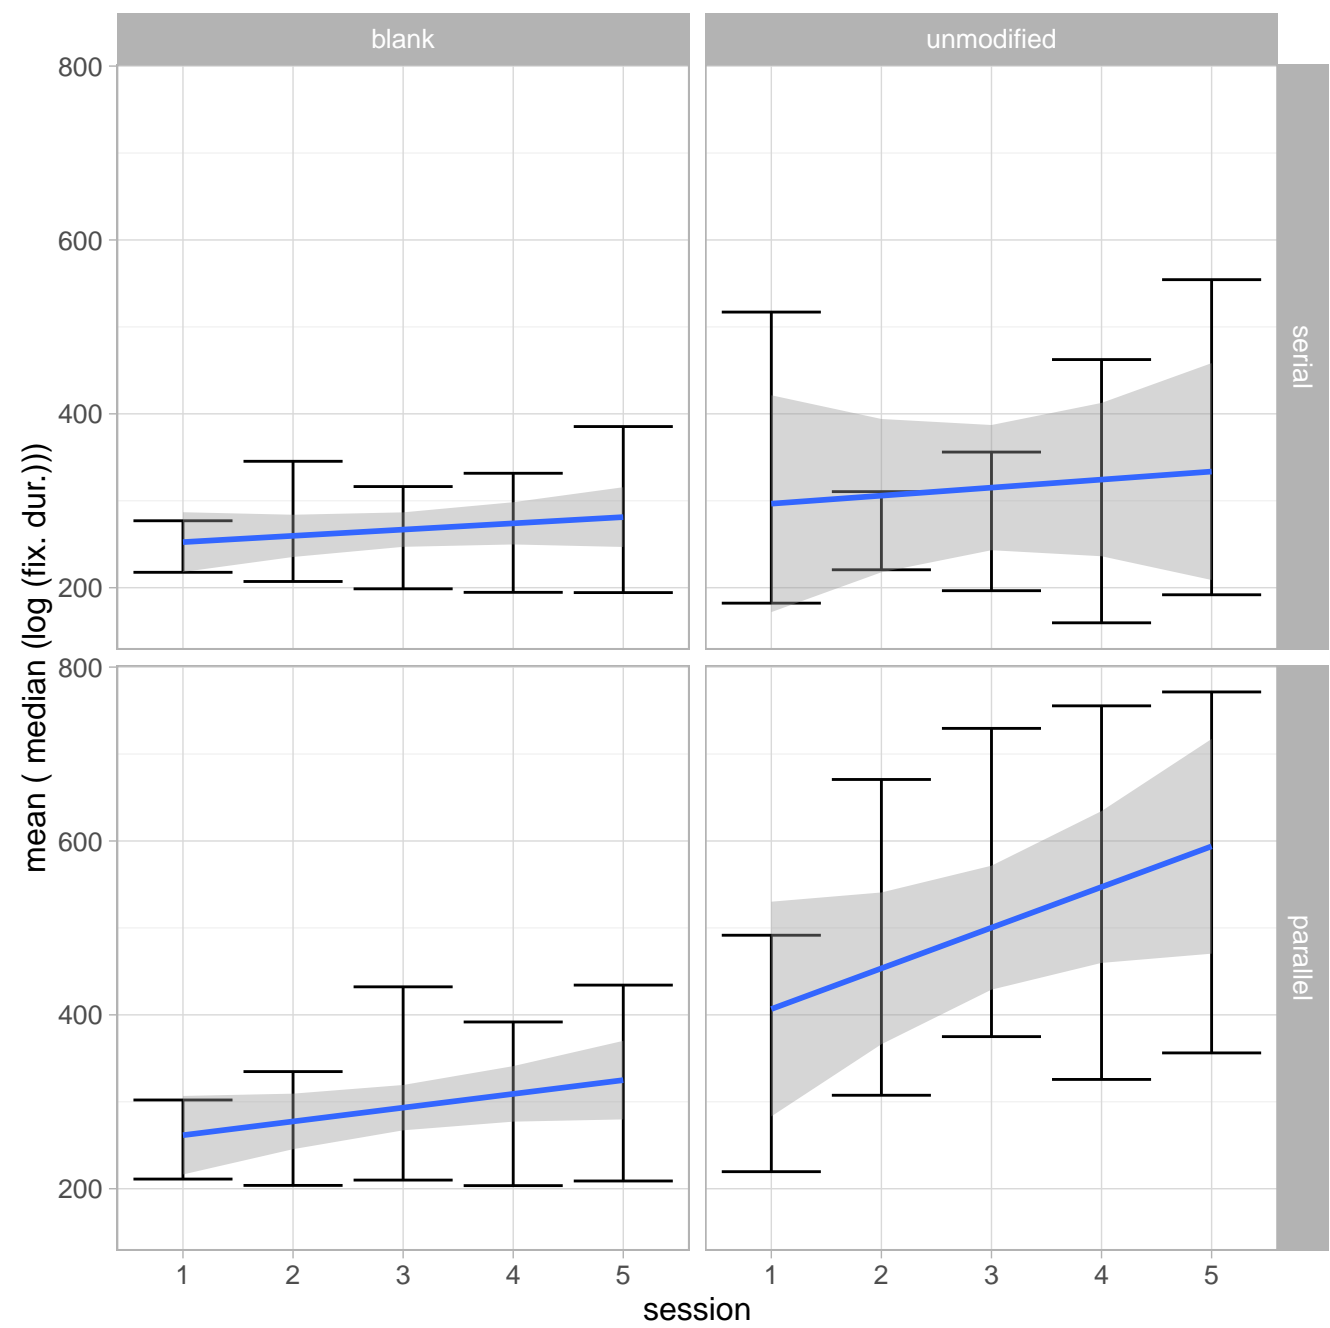 blank
unmodified
800
600
400
200
serial
800
600
400
200
parallel
mean ( median (log (fix. dur.)))
1 2 3 4 5
1 2 3 4 5
session